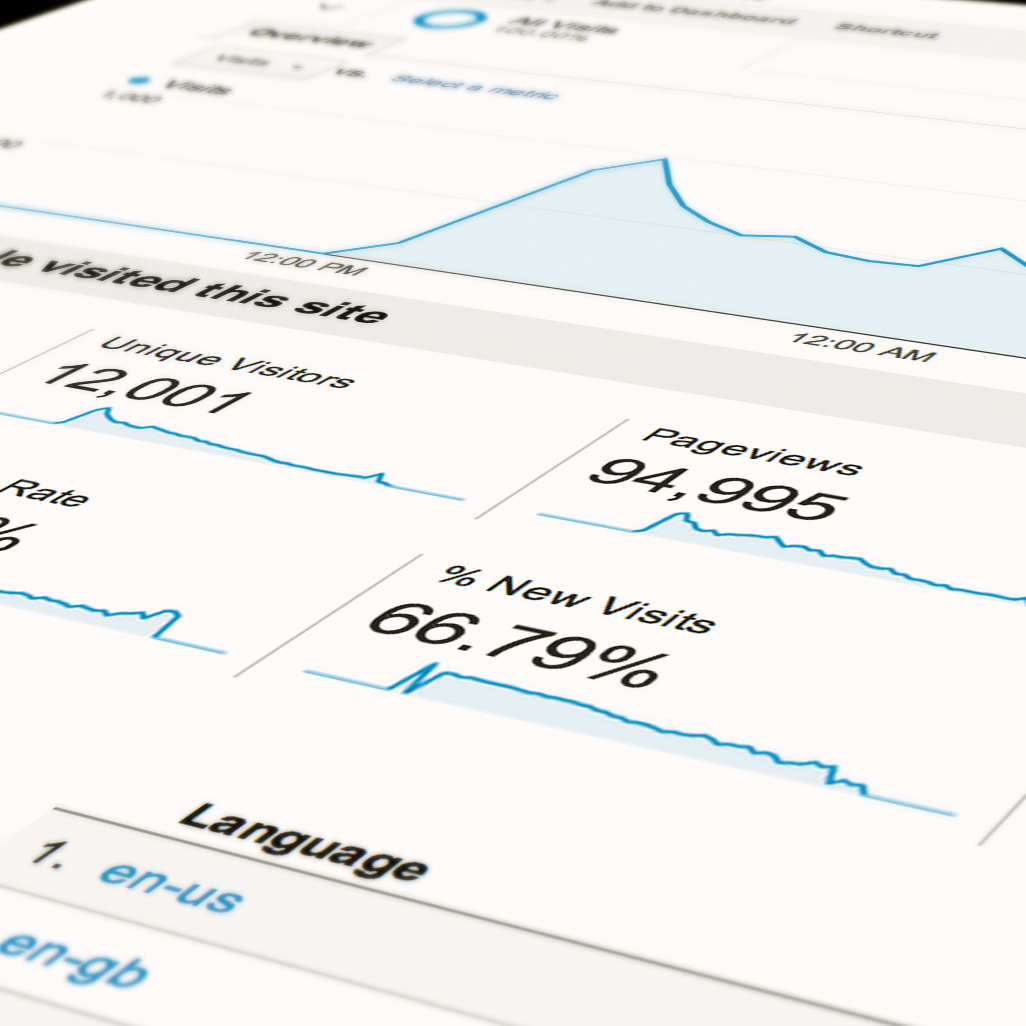 Add to Dashboard
Shortcut
All Visits
100.00%
Overview
Visits
vs.
Select a metric
Visits
1,000
12:00 PM
12:00 AM
visited this site
Unique Visitors
12,001
Pageviews
94,995
Rate
%
% New Visits
66.79%
Language
1. en-us
en-gb